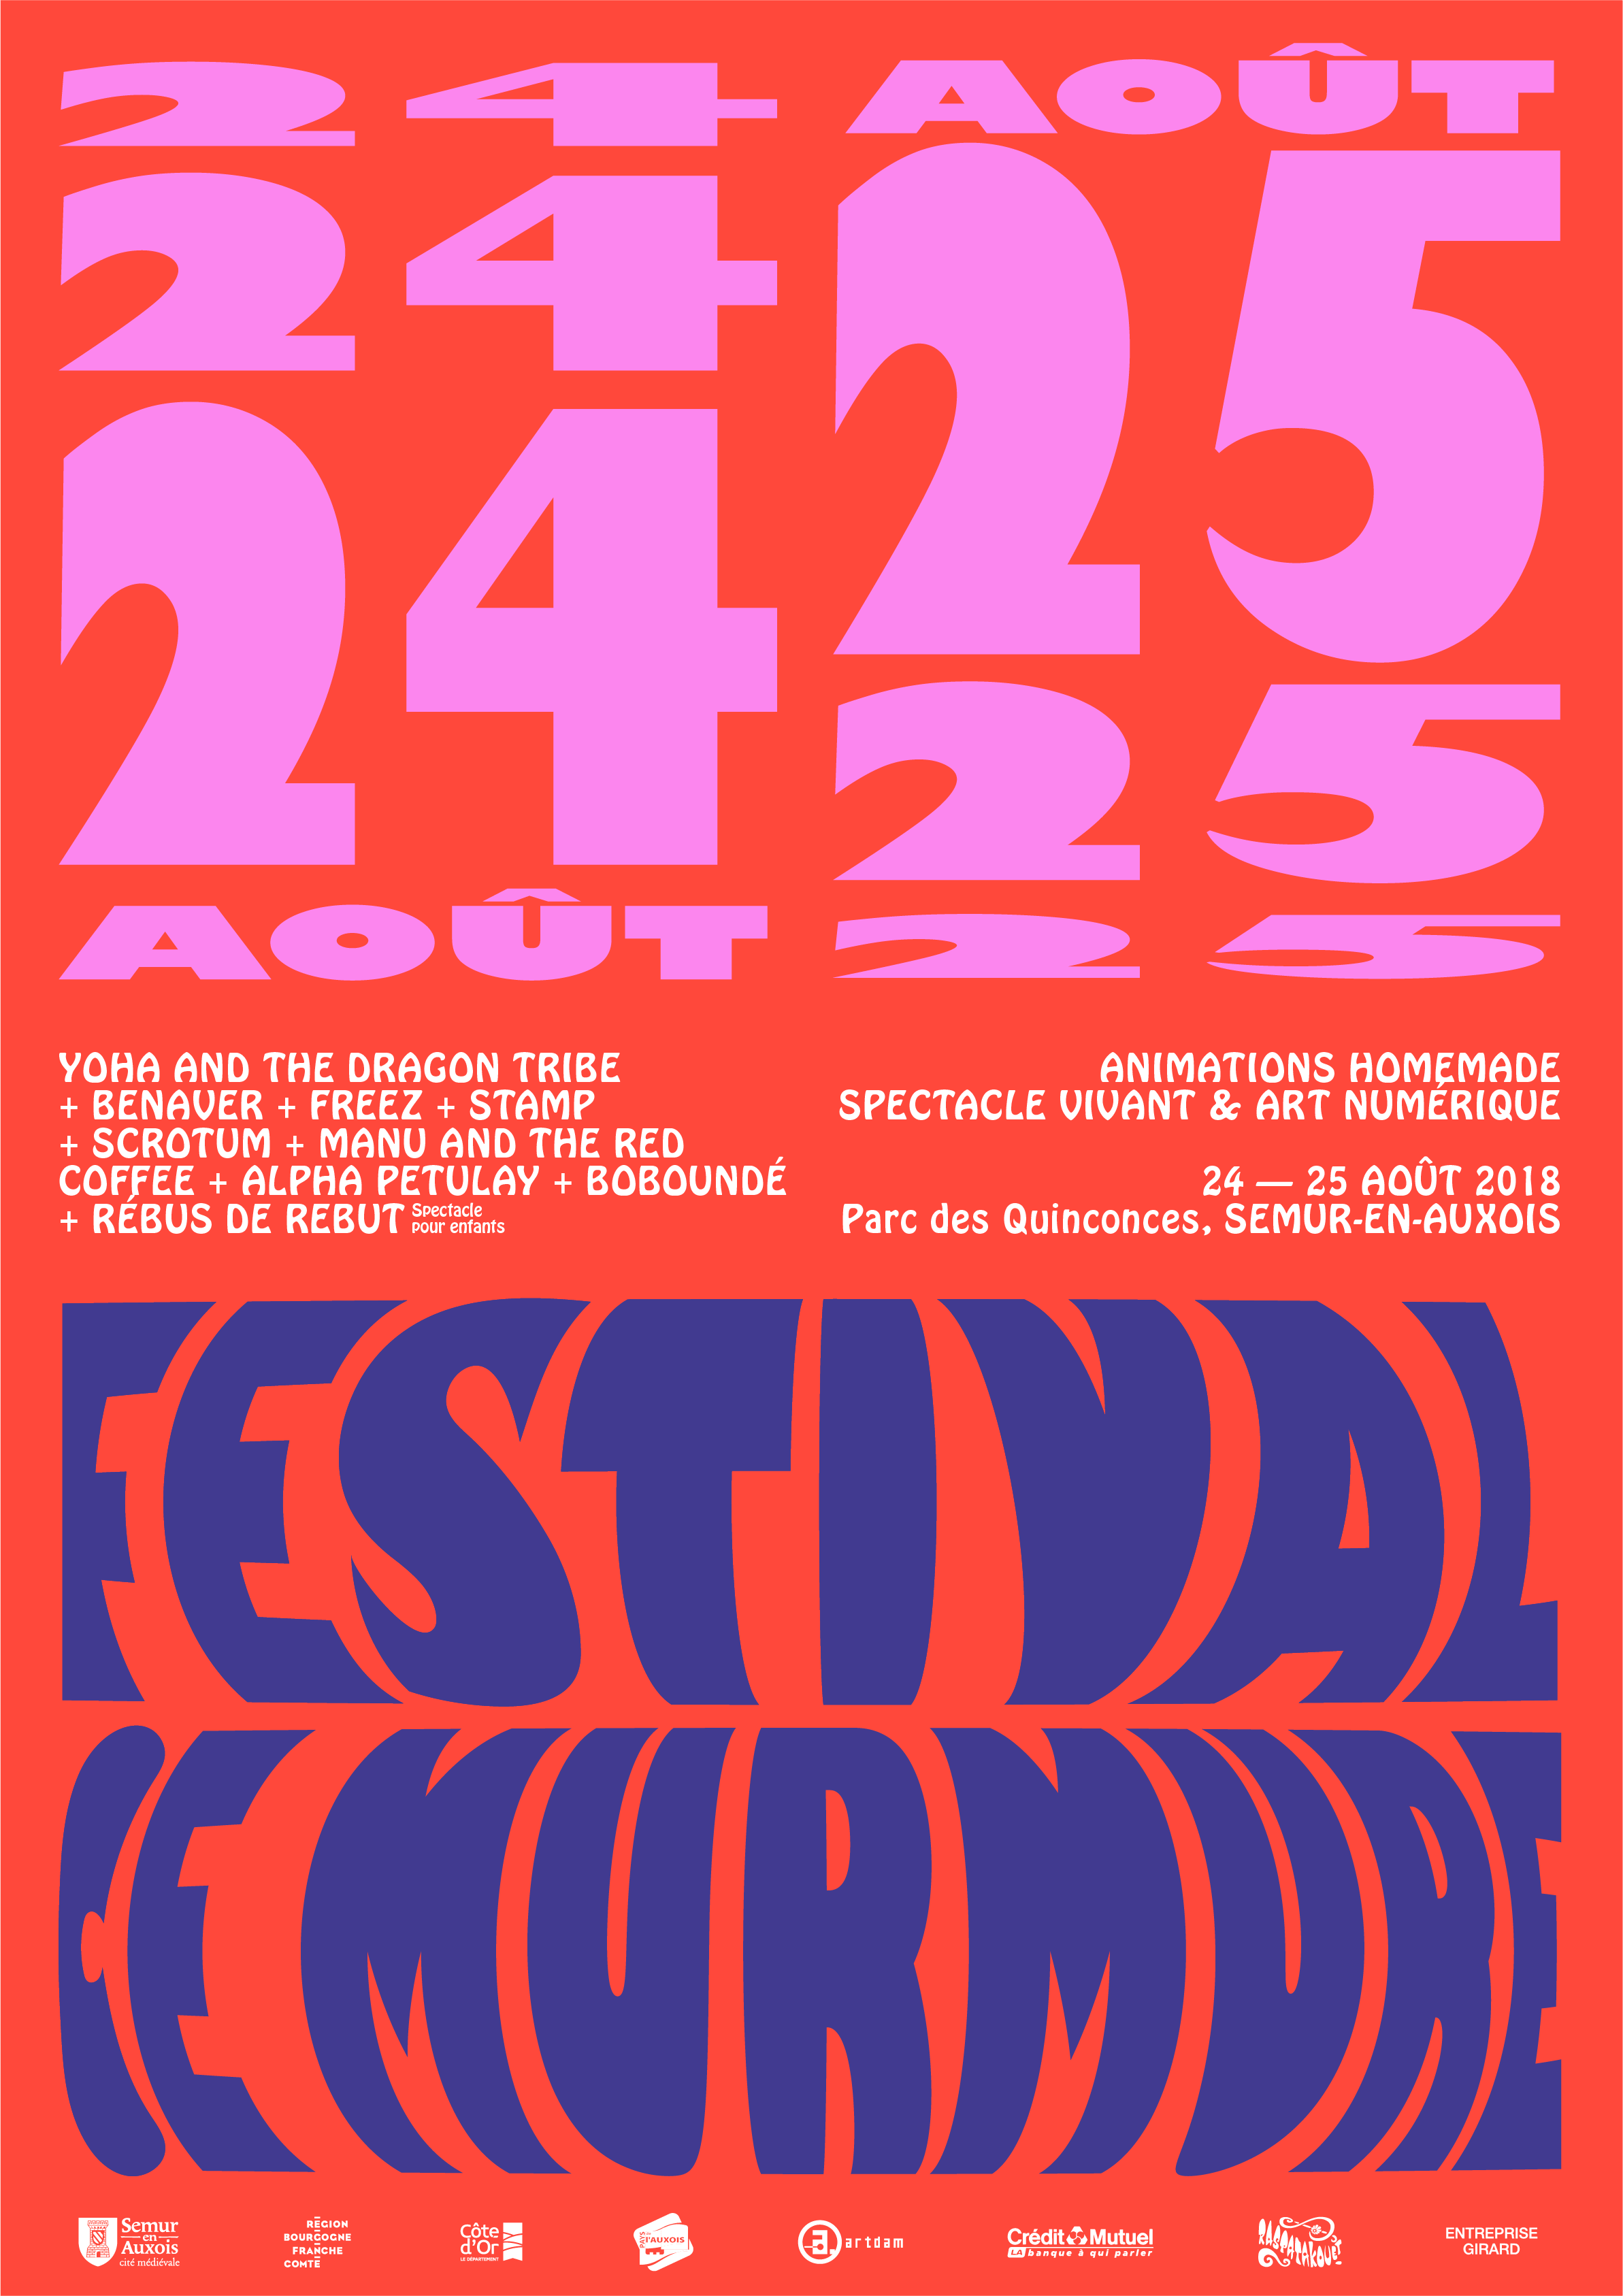 24
24
24
AOÛT
AOÛT
25
25
25
YOHA AND THE DRAGON TRIBE
+ BENAVER + FREEZ + STAMP
+ SCROTUM + MANU AND THE RED
COFFEE + ALPHA PETULAY + BOBOUNDÉ
+ RÉBUS DE REBUT Spectacle
pour enfants
ANIMATIONS HOMEMADE
SPECTACLE VIVANT & ART NUMÉRIQUE
24 — 25 AOÛT 2018
Parc des Quinconces, SEMUR-EN-AUXOIS
FESTIVAL
CE MURMURE
Semur
en
Auxois
cité médiévale
RÉGION
BOURGOGNE
FRANCHE
COMTÉ
Côte
d'Or
LE DÉPARTEMENT
PAYS de
l'AUXOIS
a artdam
Crédit Mutuel
LA banque à qui parler
ENTREPRISE
GIRARD